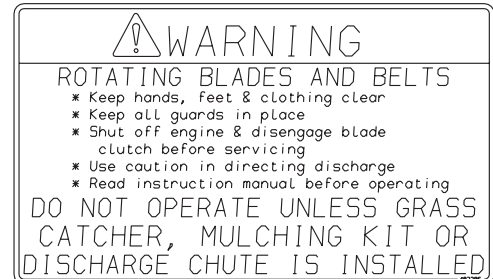 WARNING
ROTATING BLADES AND BELTS
* Keep hands, feet & clothing clear
* Keep all guards in place
* Shut off engine & disengage blade
clutch before servicing
* Use caution in directing discharge
* Read instruction manual before operating
DO NOT OPERATE UNLESS GRASS
CATCHER, MULCHING KIT OR
DISCHARGE CHUTE IS INSTALLED